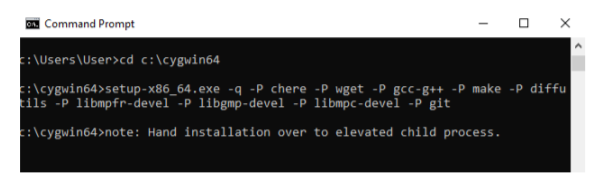 Command Prompt
c:\Users\User>cd c:\cygwin64
c:\cygwin64>setup-x86_64.exe -q -P chere -P wget -P gcc-g++ -P make -P diffu
tils -P libmpfr-devel -P libgmp-devel -P libmpc-devel -P git
c:\cygwin64>note: Hand installation over to elevated child process.